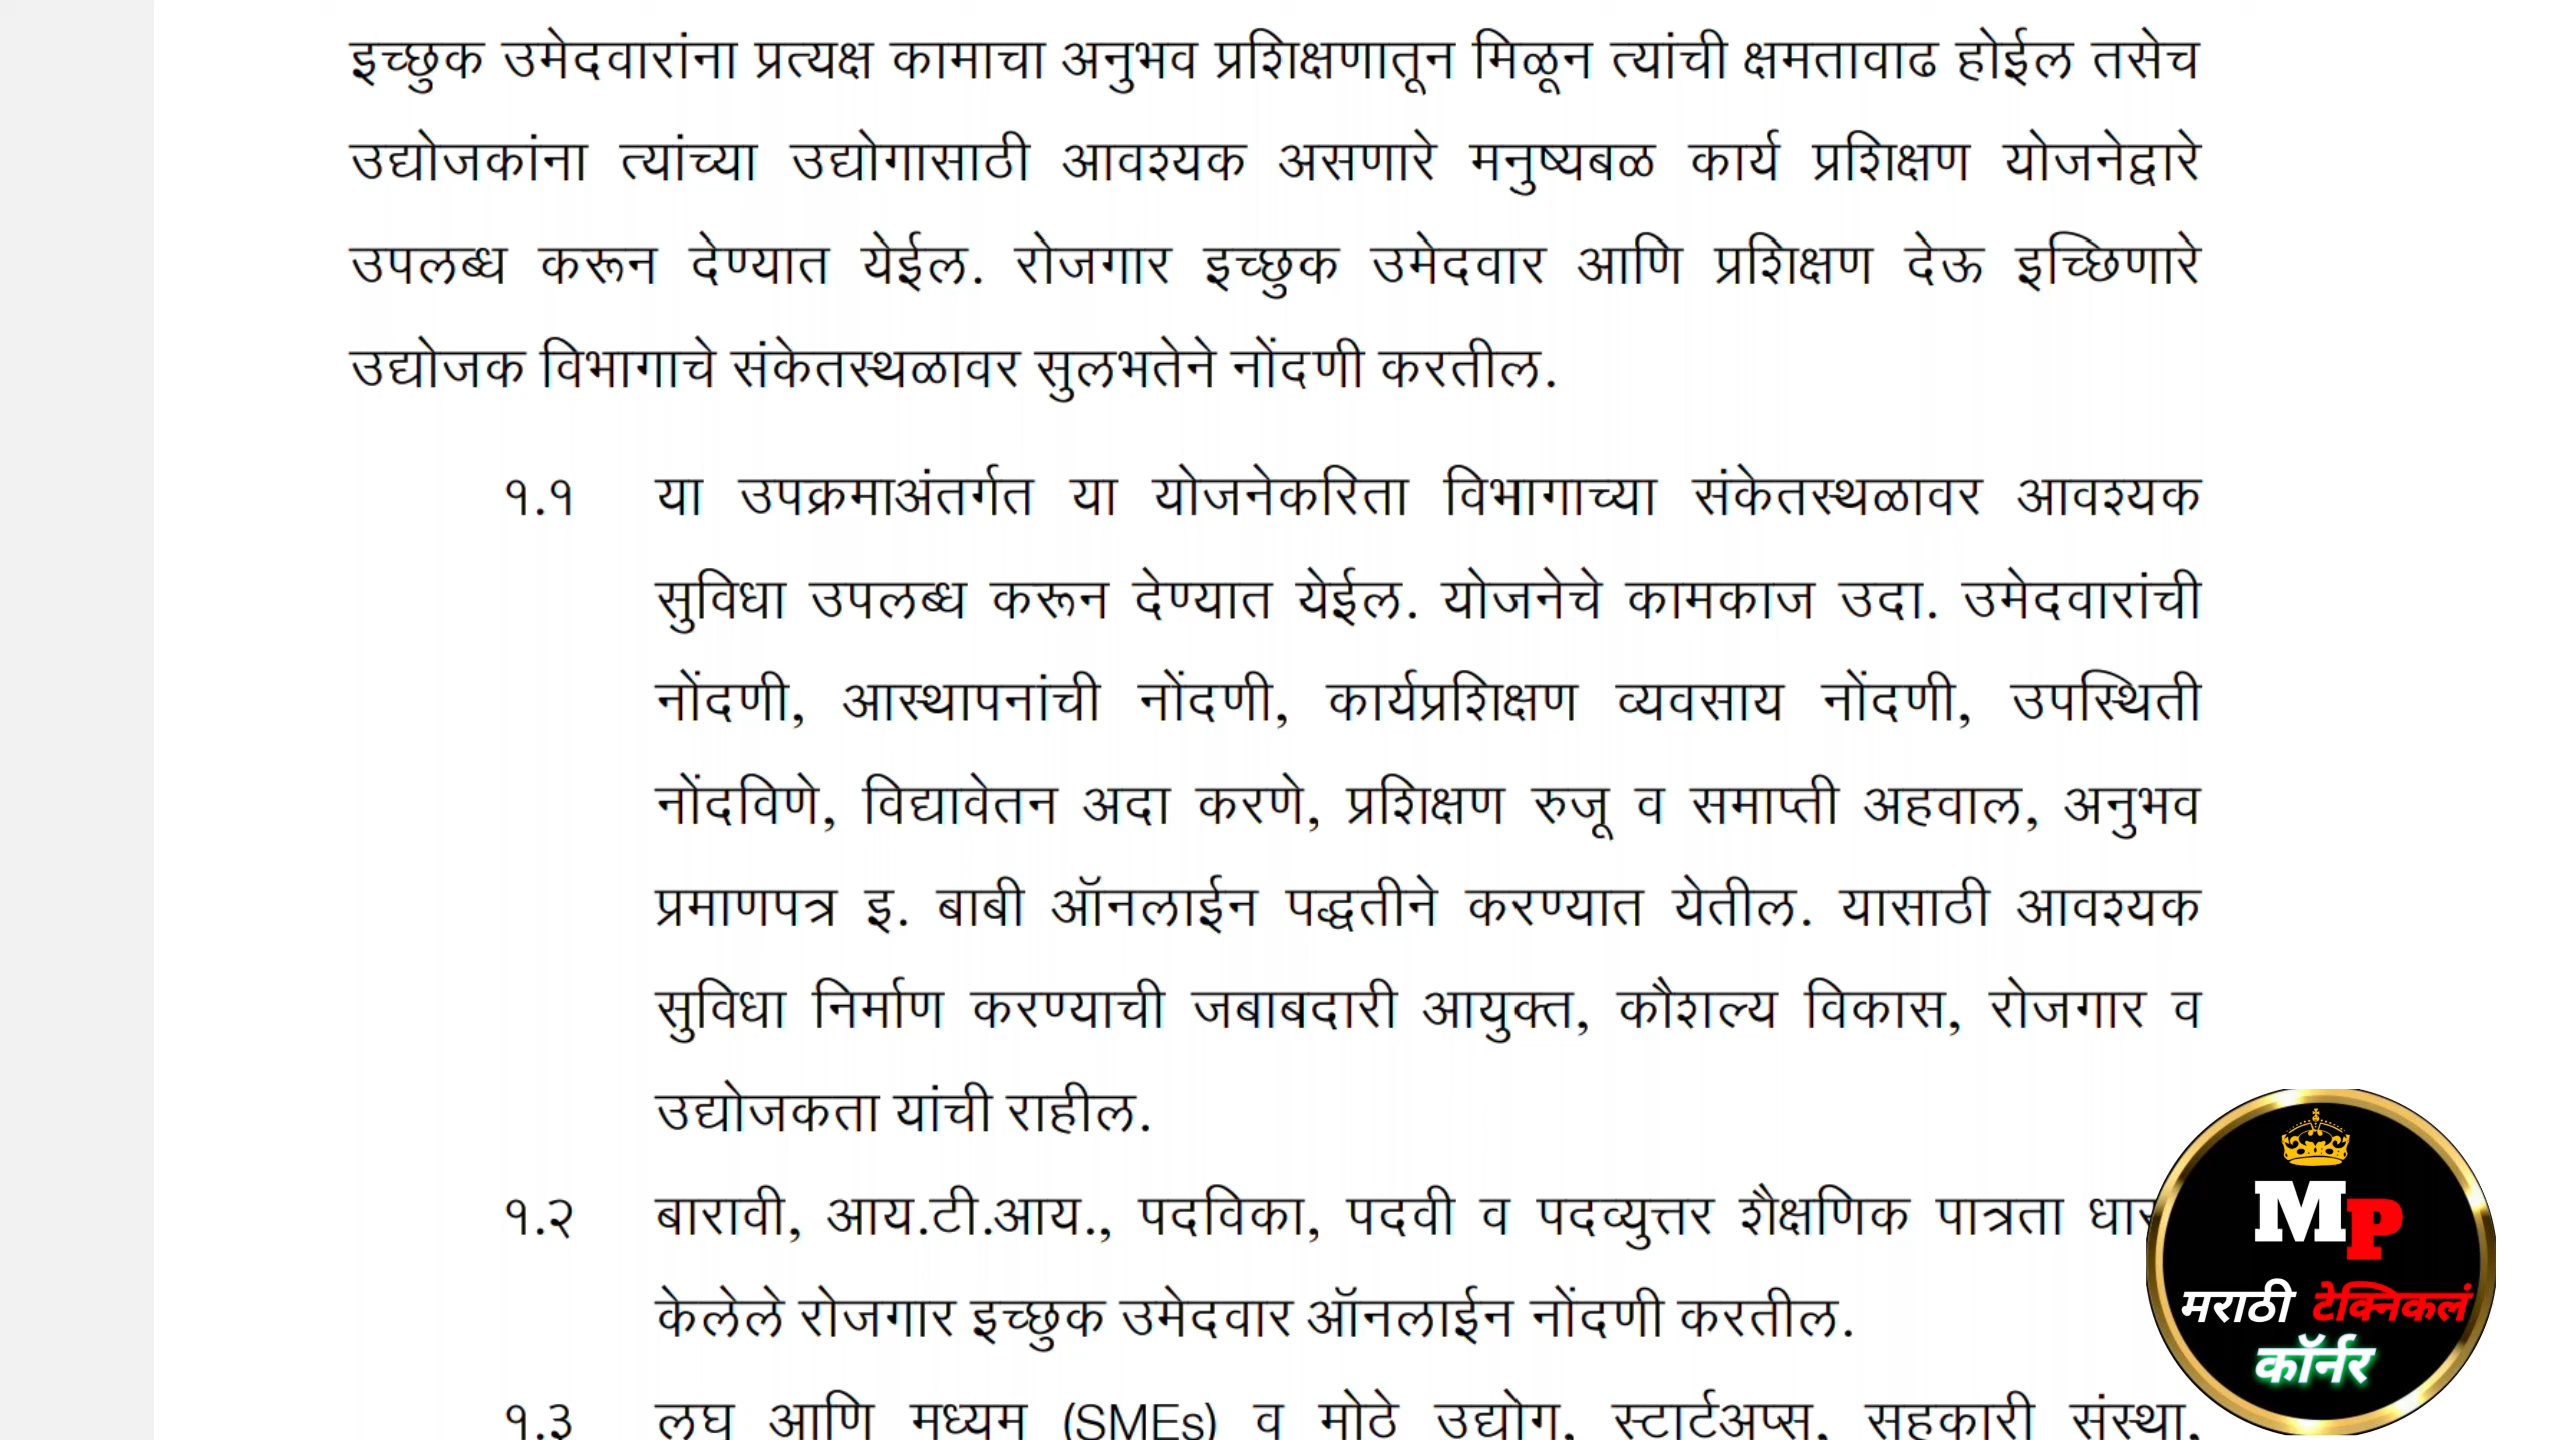 इच्छुक उमेदवारांना प्रत्यक्ष कामाचा अनुभव प्रशिक्षणातून मिळून त्यांची क्षमतावाढ होईल तसेच
उद्योजकांना त्यांच्या उद्योगासाठी आवश्यक असणारे मनुष्यबळ कार्य प्रशिक्षण योजनेद्वारे
उपलब्ध करून देण्यात येईल. रोजगार इच्छुक उमेदवार आणि प्रशिक्षण देऊ इच्छिणारे
उद्योजक विभागाचे संकेतस्थळावर सुलभतेने नोंदणी करतील.
१.१ या उपक्रमाअंतर्गत या योजनेकरिता विभागाच्या संकेतस्थळावर आवश्यक
सुविधा उपलब्ध करून देण्यात येईल. योजनेचे कामकाज उदा. उमेदवारांची
नोंदणी, आस्थापनांची नोंदणी, कार्यप्रशिक्षण व्यवसाय नोंदणी, उपस्थिती
नोंदविणे, विद्यावेतन अदा करणे, प्रशिक्षण रुजू व समाप्ती अहवाल, अनुभव
प्रमाणपत्र इ. बाबी ऑनलाईन पद्धतीने करण्यात येतील. यासाठी आवश्यक
सुविधा निर्माण करण्याची जबाबदारी आयुक्त, कौशल्य विकास, रोजगार व
उद्योजकता यांची राहील.
१.२ बारावी, आय.टी.आय., पदविका, पदवी व पदव्युत्तर शैक्षणिक पात्रता
केलेले रोजगार इच्छुक उमेदवार ऑनलाईन नोंदणी करतील.
१.३ लघु आणि मध्यम (SMEs) व मोठे उद्योग, स्टार्टअप्स, सहकारी संस्था,
MP
मराठी टेक्निकलं
कॉर्नर